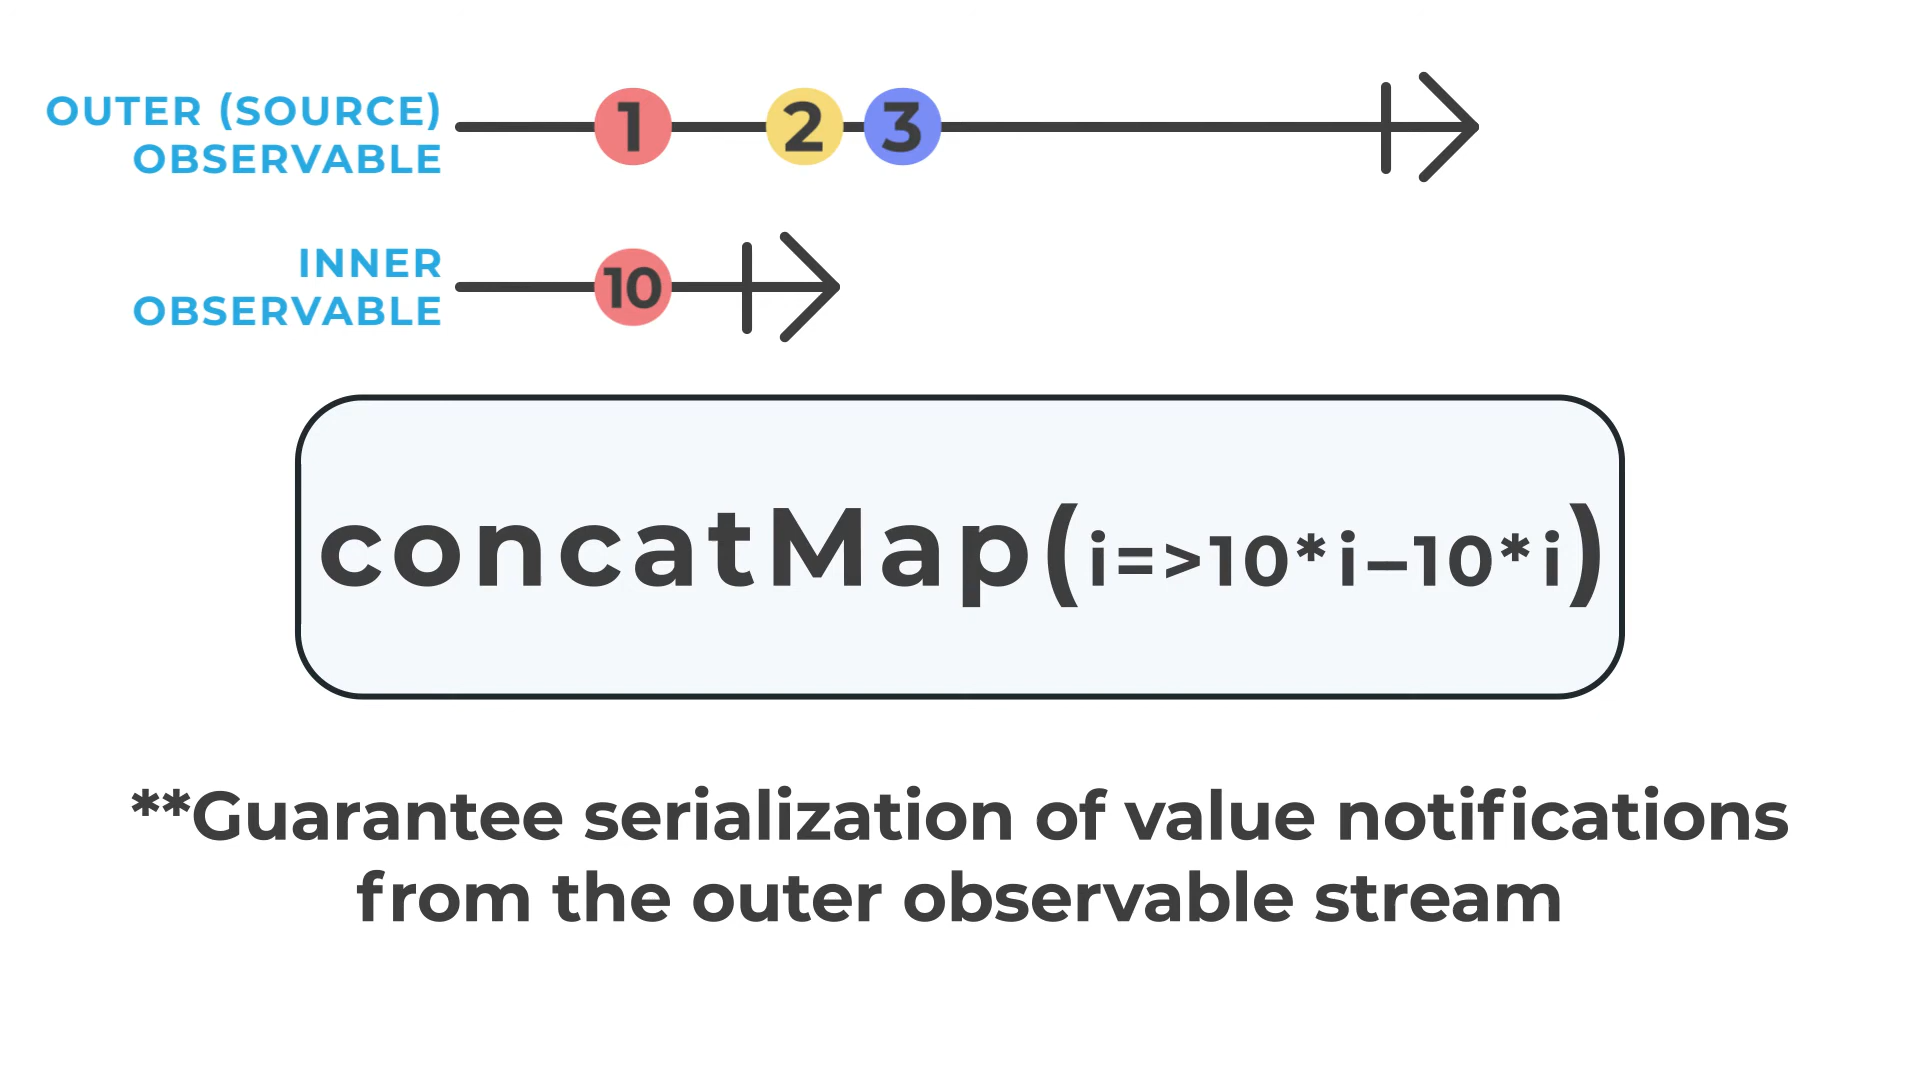 OUTER (SOURCE)
OBSERVABLE
1 2 3
INNER
OBSERVABLE
10
concatMap(i=>10*i–10*i)
**Guarantee serialization of value notifications
from the outer observable stream